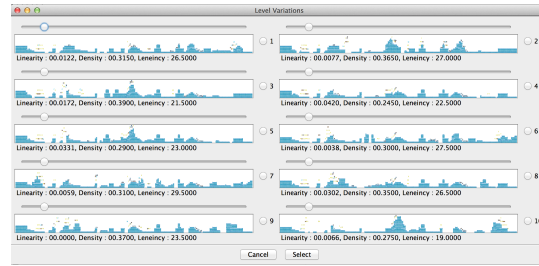 Level Variations
1
Linearity : 00.0122, Density : 00.3150, Leneincy : 26.5000
2
Linearity : 00.0077, Density : 00.3650, Leneincy : 27.0000
3
Linearity : 00.0172, Density : 00.3900, Leneincy : 21.5000
4
Linearity : 00.0420, Density : 00.2450, Leneincy : 22.5000
5
Linearity : 00.0331, Density : 00.2900, Leneincy : 23.0000
6
Linearity : 00.0038, Density : 00.3000, Leneincy : 27.5000
7
Linearity : 00.0059, Density : 00.3100, Leneincy : 29.5000
8
Linearity : 00.0302, Density : 00.3500, Leneincy : 26.5000
9
Linearity : 00.0000, Density : 00.3700, Leneincy : 23.5000
Linearity : 00.0066, Density : 00.2750, Leneincy : 19.0000
Cancel
Select